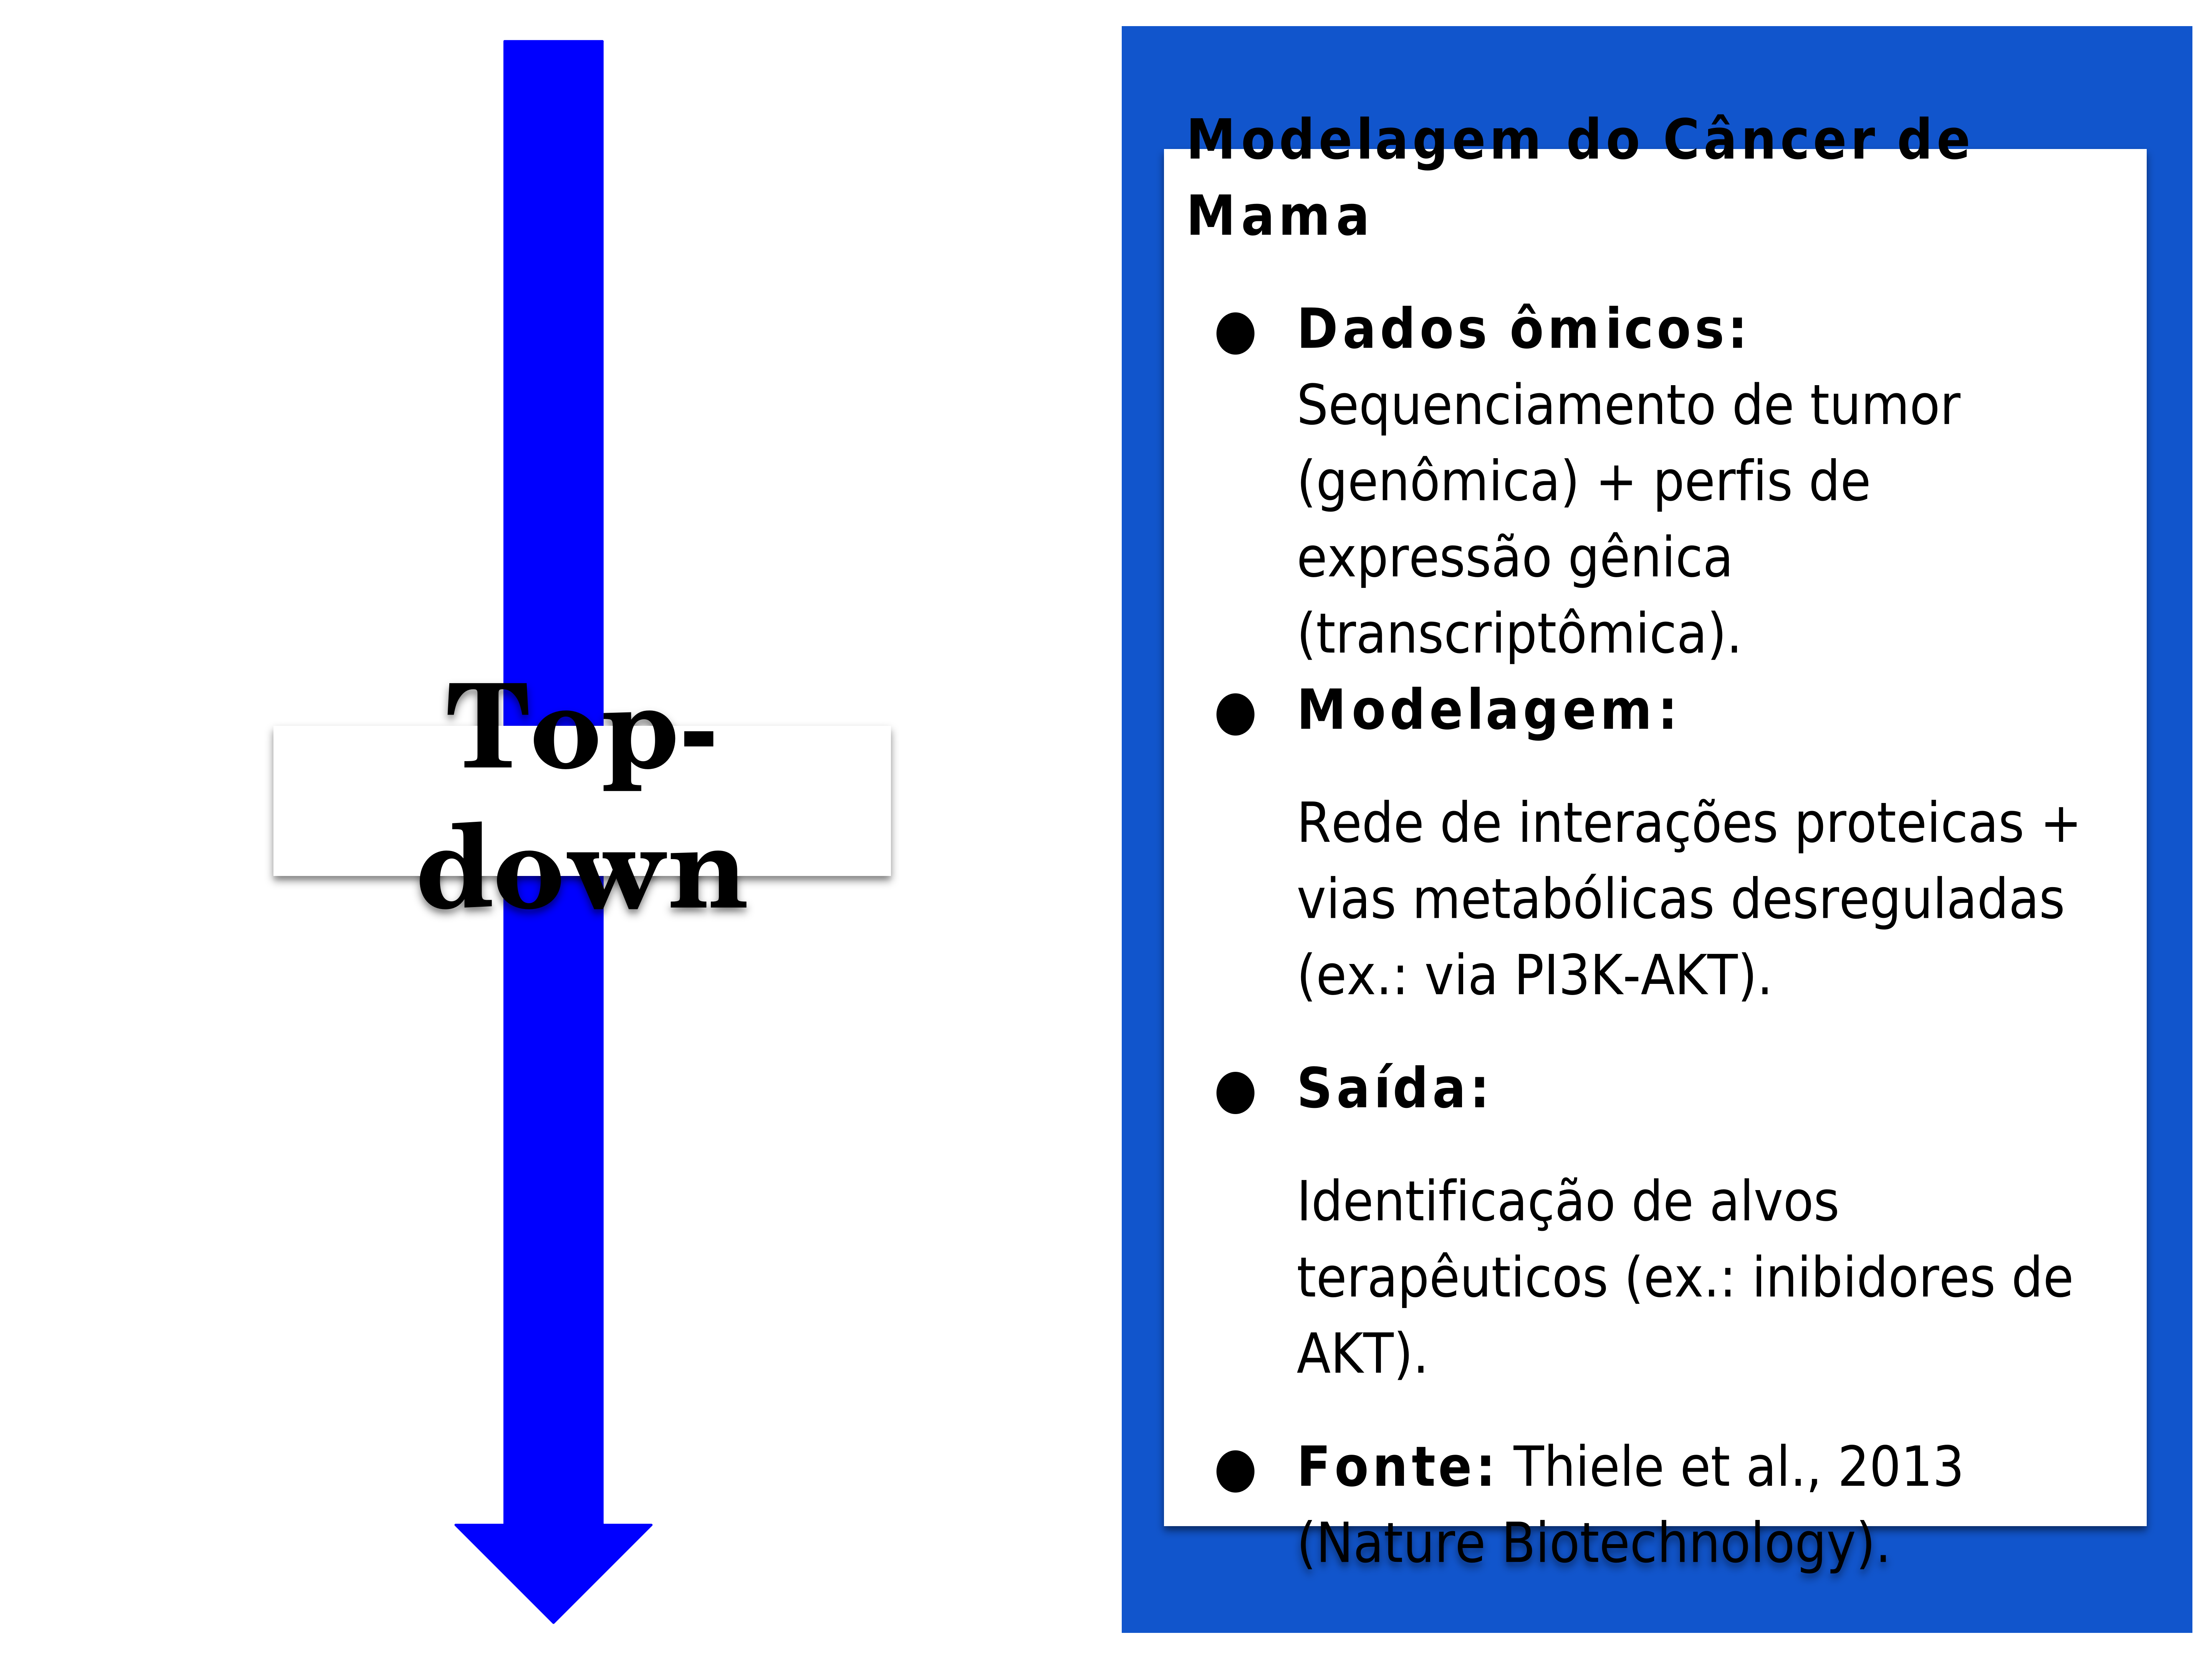 Top-
down
Modelagem do Câncer de
Mama
● Dados ômicos:
Sequenciamento de tumor
(genômica) + perfis de
expressão gênica
(transcriptômica).
● Modelagem:
Rede de interações proteicas +
vias metabólicas desreguladas
(ex.: via PI3K-AKT).
● Saída:
Identificação de alvos
terapêuticos (ex.: inibidores de
AKT).
● Fonte: Thiele et al., 2013
(Nature Biotechnology).